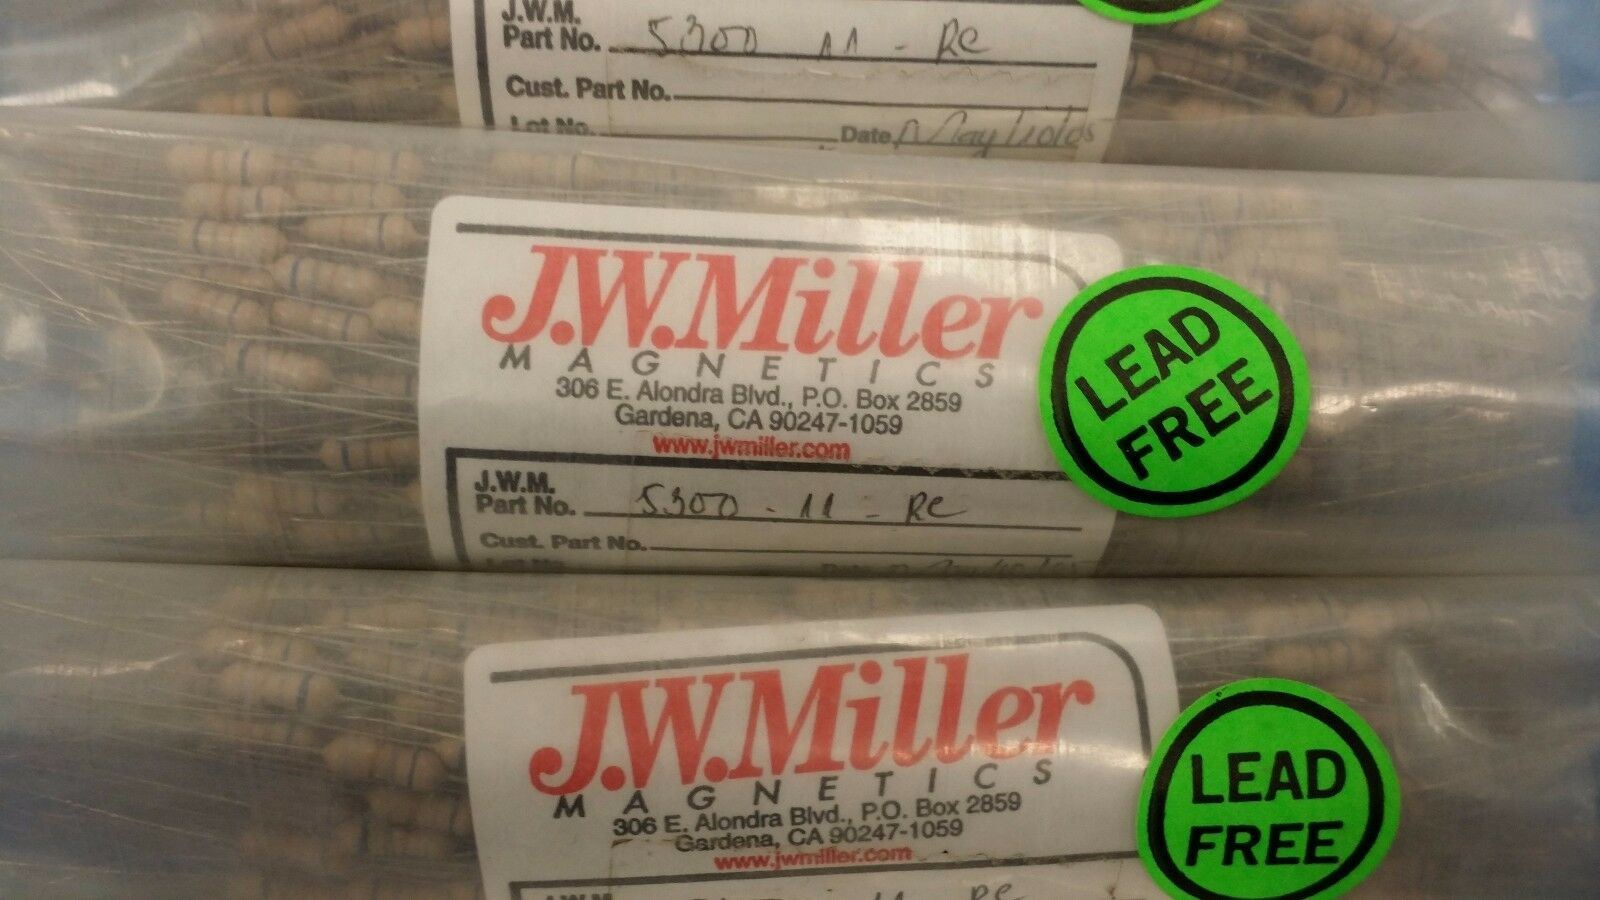 J.W.M.
Part No. 5300 - 11 - RC
Cust. Part No.
Lot No. Date
J.W.Miller
MAGNETICS
306 E. Alondra Blvd., P.O. Box 2859
Gardena, CA 90247-1059
www.jwmiller.com
LEAD
FREE
J.W.M.
Part No. 5300 - 11 - RC
Cust. Part No.
J.W.Miller
MAGNETICS
306 E. Alondra Blvd., P.O. Box 2859
Gardena, CA 90247-1059
www.jwmiller.com
LEAD
FREE
J.W.M.
11 RC